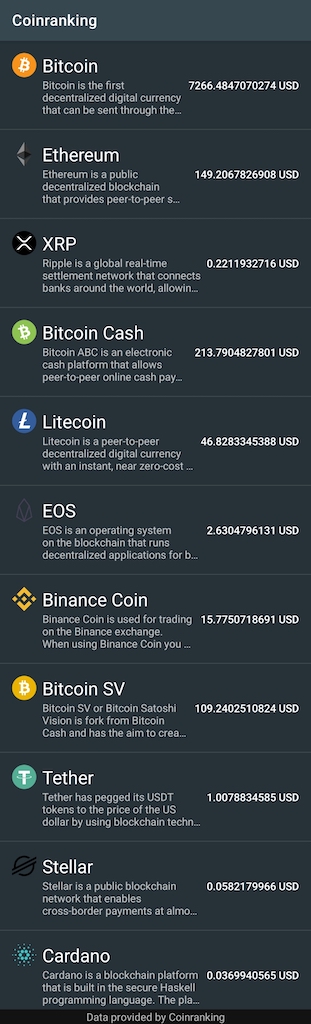 Coinranking
Bitcoin
Bitcoin is the first
decentralized digital currency
that can be sent through the...
7266.4847070274 USD
Ethereum
Ethereum is a public
decentralized blockchain
that provides peer-to-peer s...
149.2067826908 USD
XRP
Ripple is a global real-time
settlement network that connects
banks around the world, allowin...
0.2211932716 USD
Bitcoin Cash
Bitcoin ABC is an electronic
cash platform that allows
peer-to-peer online cash pay...
213.7904827801 USD
Litecoin
Litecoin is a peer-to-peer
decentralized digital currency
with an instant, near zero-cost ...
46.8283345388 USD
EOS
EOS is an operating system
on the blockchain that runs
decentralized applications for b...
2.6304796131 USD
Binance Coin
Binance Coin is used for trading
on the Binance exchange.
When using Binance Coin you ...
15.7750718691 USD
Bitcoin SV
Bitcoin SV or Bitcoin Satoshi
Vision is fork from Bitcoin
Cash and has the aim to crea...
109.2402510824 USD
Tether
Tether has pegged its USDT
tokens to the price of the US
dollar by using blockchain techn...
1.0078834585 USD
Stellar
Stellar is a public blockchain
network that enables
cross-border payments at almo...
0.0582179966 USD
Cardano
Cardano is a blockchain platform
that is built in the secure Haskell
programming language. The pla...
0.0369940565 USD
Data provided by Coinranking